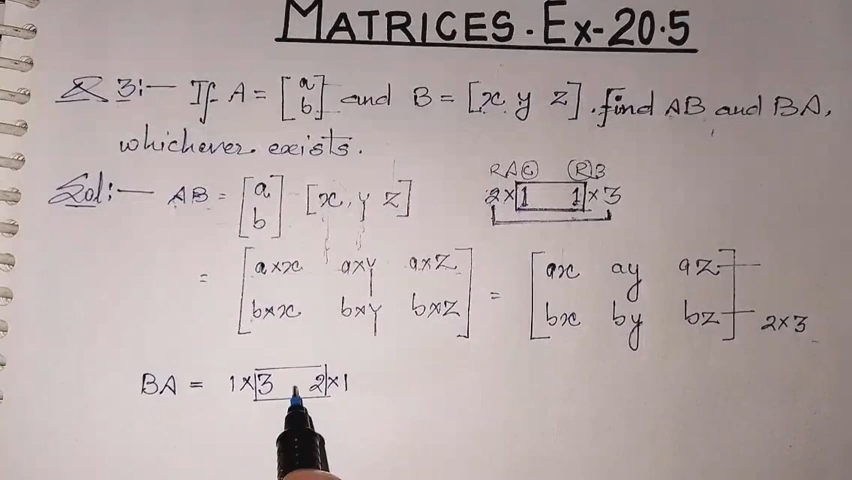 MATRICES. Ex-20.5
Q 3:- If A = [a b] and B = [x y z]. find AB and BA,
whichever exists.
Sol:- AB = [a b] [x, y z]
RAC RB
2×1 1×3
= [a×x a×y a×z
b×x b×y b×z] = [ax ay az
bx by bz] 2×3
BA = 1×3 2×1